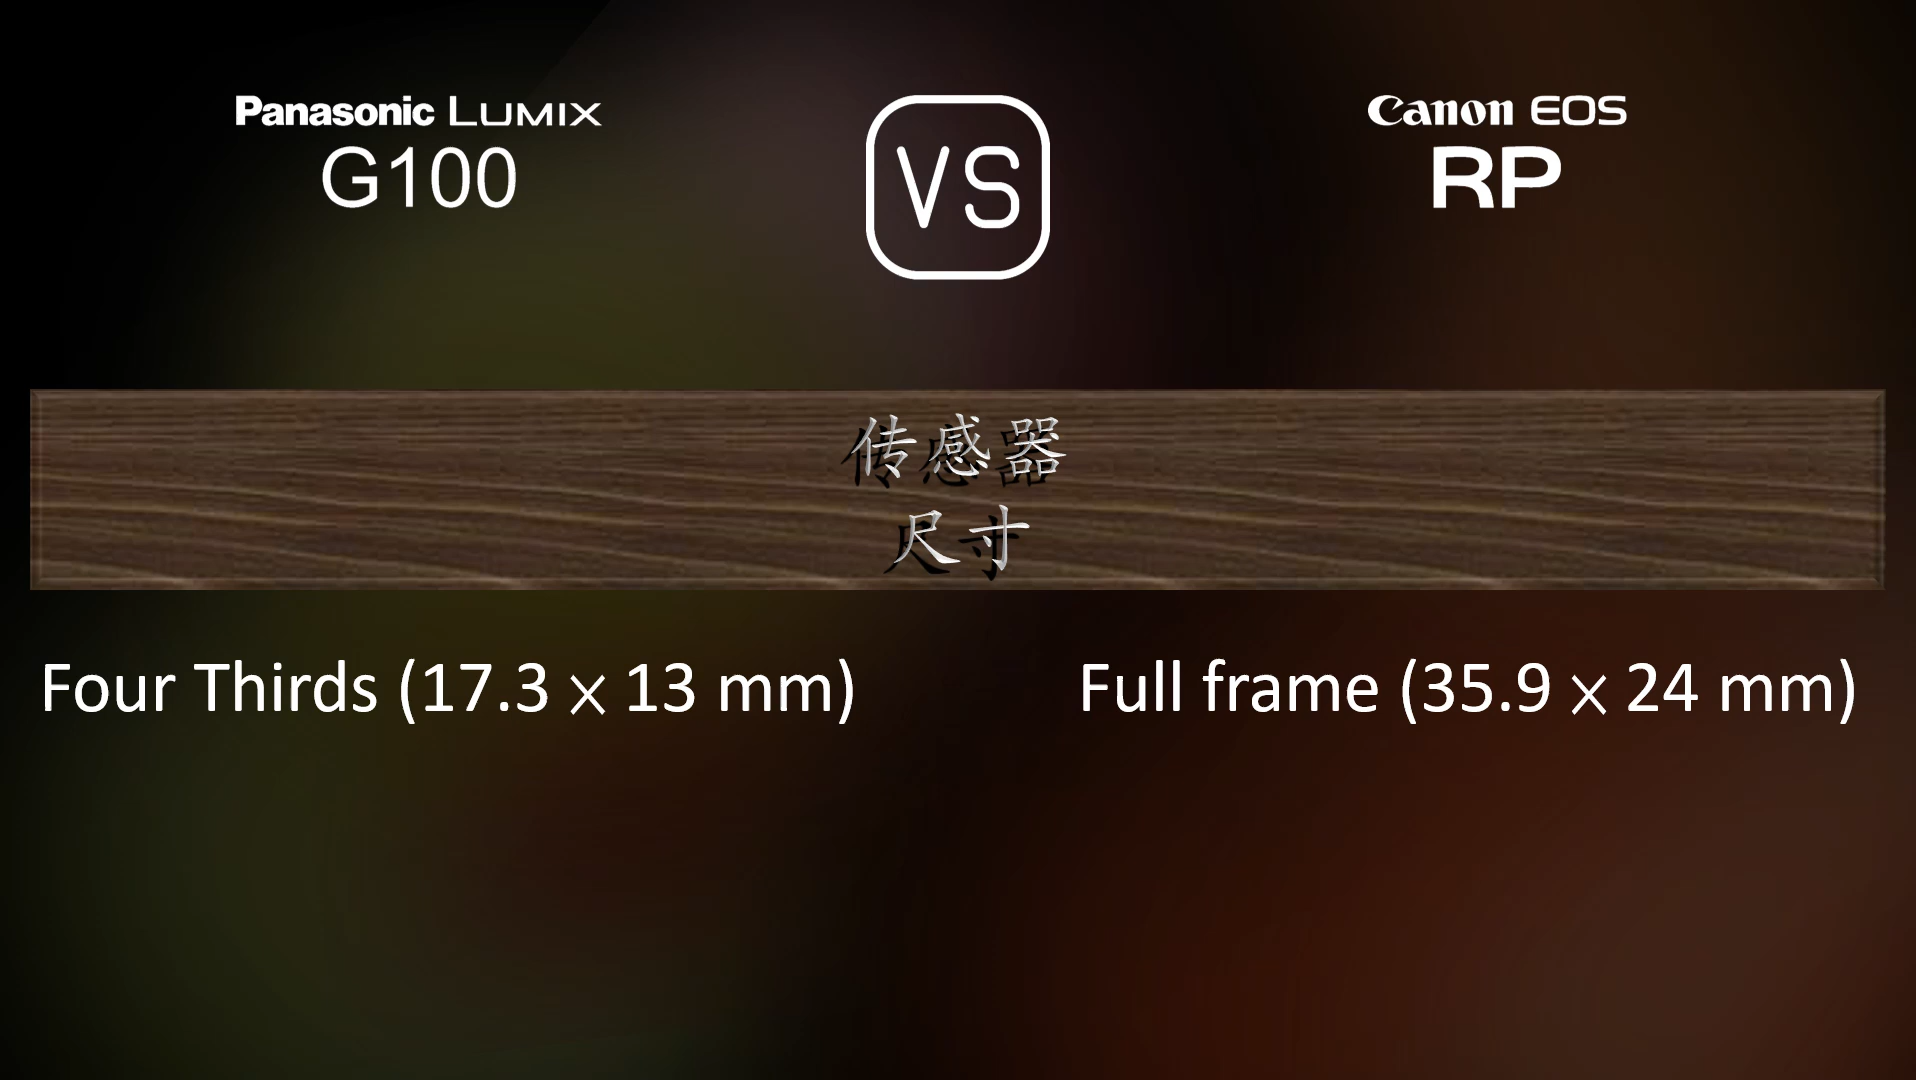 Panasonic LUMIX
G100
VS
Canon EOS
RP
传感器
尺寸
Four Thirds (17.3 x 13 mm)
Full frame (35.9 x 24 mm)